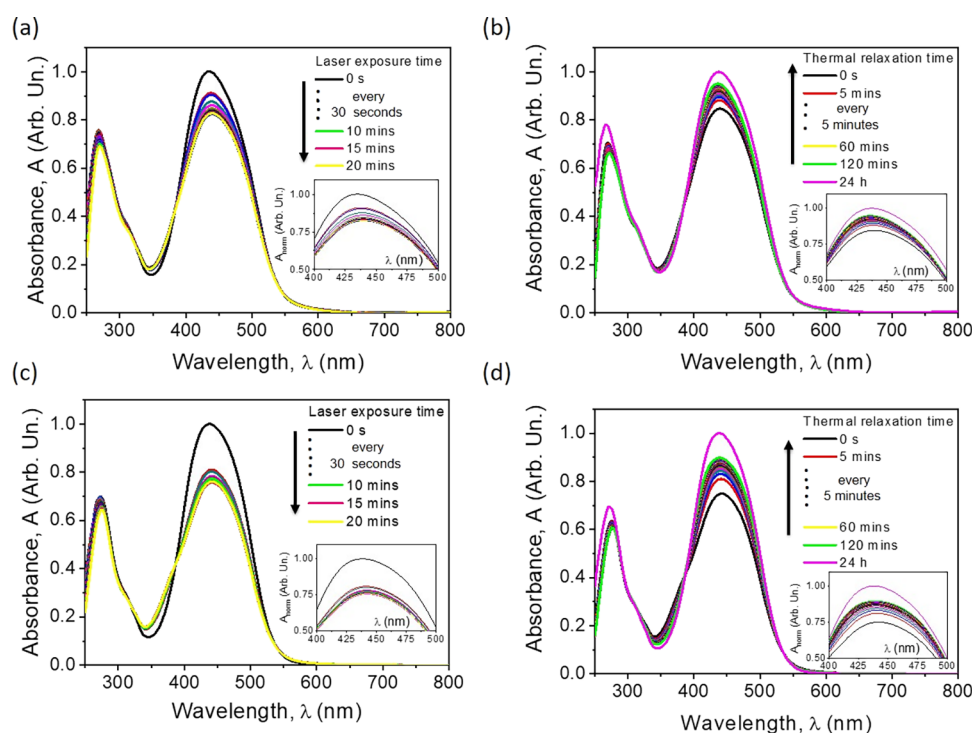 (a)
Absorbance, A (Arb. Un.)
1.0
0.8
0.6
0.4
0.2
0.0
300 400 500 600 700 800
Wavelength, λ (nm)
Laser exposure time
0 s
every
30 seconds
10 mins
15 mins
20 mins
Anorm (Arb. Un.)
1.00
0.75
0.50
λ (nm)
400 425 450 475 500
(b)
Absorbance, A (Arb. Un.)
1.0
0.8
0.6
0.4
0.2
0.0
300 400 500 600 700 800
Wavelength, λ (nm)
Thermal relaxation time
0 s
5 mins
every
5 minutes
60 mins
120 mins
24 h
Anorm (Arb. Un.)
1.00
0.75
0.50
λ (nm)
400 425 450 475 500
(c)
Absorbance, A (Arb. Un.)
1.0
0.8
0.6
0.4
0.2
0.0
300 400 500 600 700 800
Wavelength, λ (nm)
Laser exposure time
0 s
every
30 seconds
10 mins
15 mins
20 mins
Anorm (Arb. Un.)
1.00
0.75
0.50
λ (nm)
400 425 450 475 500
(d)
Absorbance, A (Arb. Un.)
1.0
0.8
0.6
0.4
0.2
0.0
300 400 500 600 700 800
Wavelength, λ (nm)
Thermal relaxation time
0 s
5 mins
every
5 minutes
60 mins
120 mins
24 h
Anorm (Arb. Un.)
1.00
0.75
0.50
λ (nm)
400 425 450 475 500